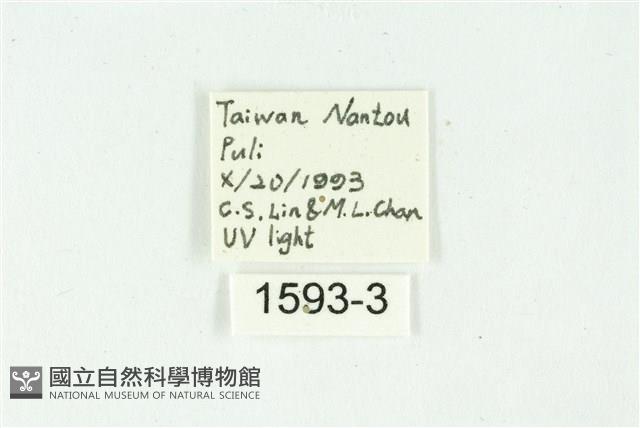 Taiwan Nantou
Puli
X/20/1993
C.S. Lin & M.L. Chan
UV light
1593-3
國立自然科學博物館
NATIONAL MUSEUM OF NATURAL SCIENCE